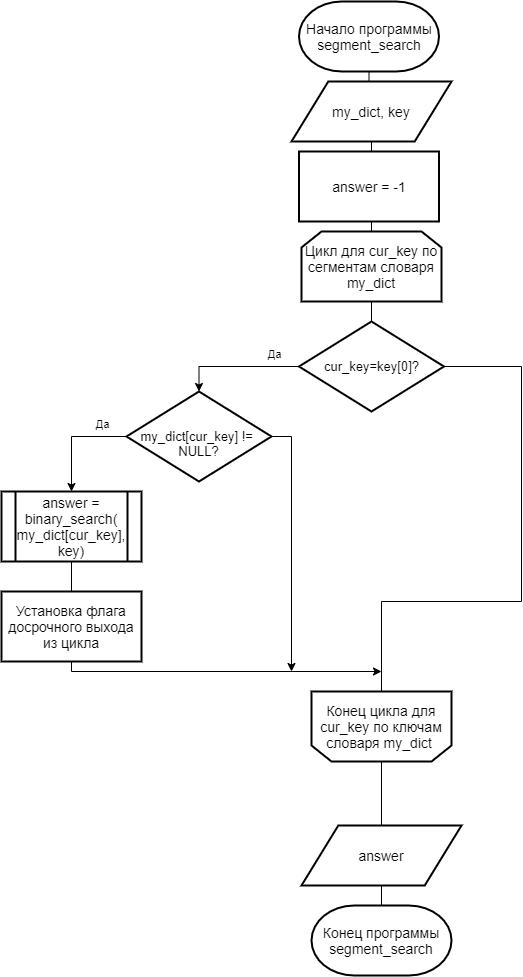 Начало программы
segment_search
my_dict, key
answer = -1
Цикл для cur_key по
сегментам словаря
my_dict
cur_key=key[0]?
Да
my_dict[cur_key] !=
NULL?
Да
answer =
binary_search(
my_dict[cur_key],
key)
Установка флага
досрочного выхода
из цикла
Конец цикла для
cur_key по ключам
словаря my_dict
answer
Конец программы
segment_search